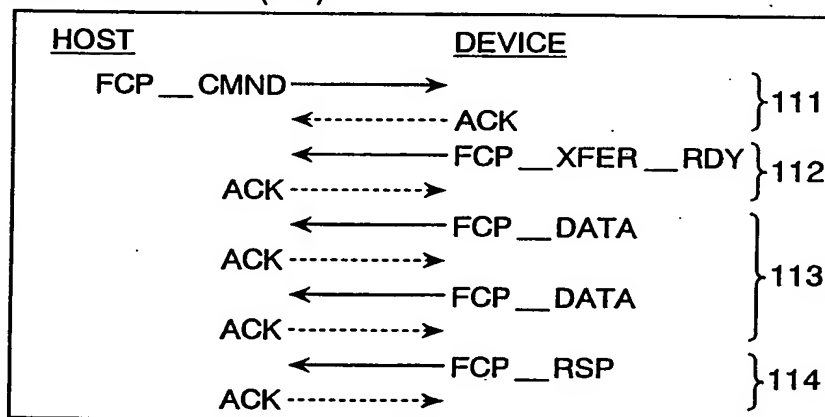 HOST DEVICE
FCP__CMND
ACK
111
FCP__XFER__RDY
ACK
112
FCP__DATA
ACK
FCP__DATA
ACK
113
FCP__RSP
ACK
114